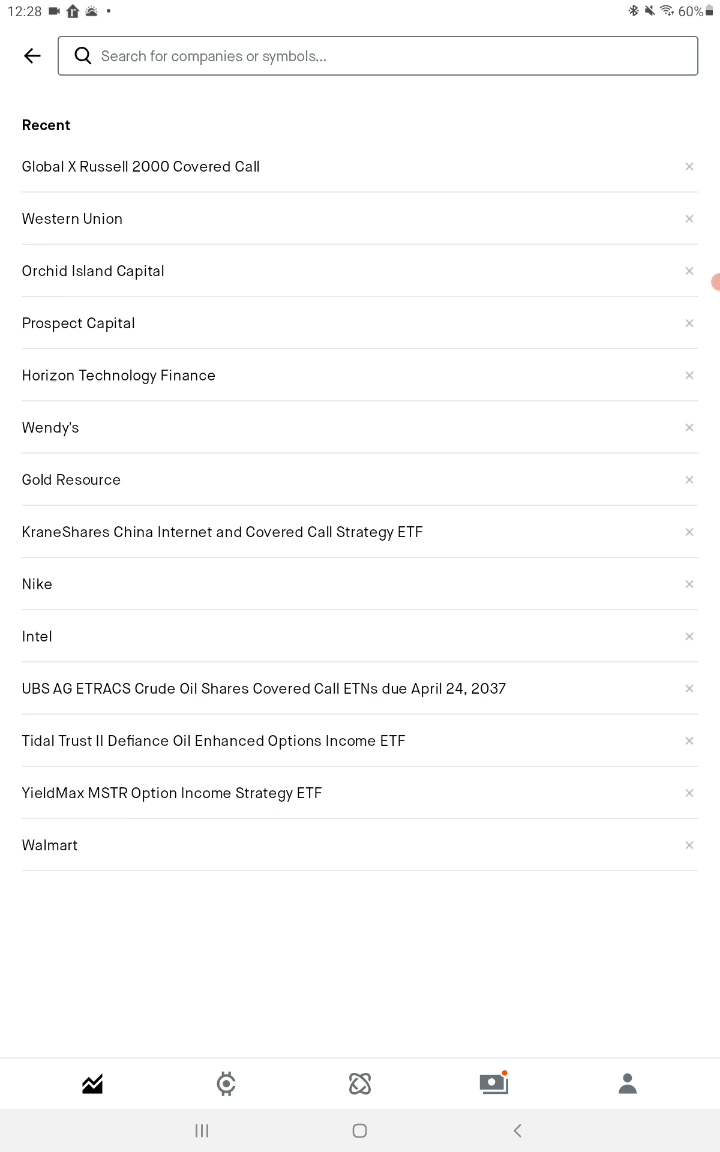 12:28
60%
Search for companies or symbols...
Recent
Global X Russell 2000 Covered Call
Western Union
Orchid Island Capital
Prospect Capital
Horizon Technology Finance
Wendy's
Gold Resource
KraneShares China Internet and Covered Call Strategy ETF
Nike
Intel
UBS AG ETRACS Crude Oil Shares Covered Call ETNs due April 24, 2037
Tidal Trust II Defiance Oil Enhanced Options Income ETF
YieldMax MSTR Option Income Strategy ETF
Walmart